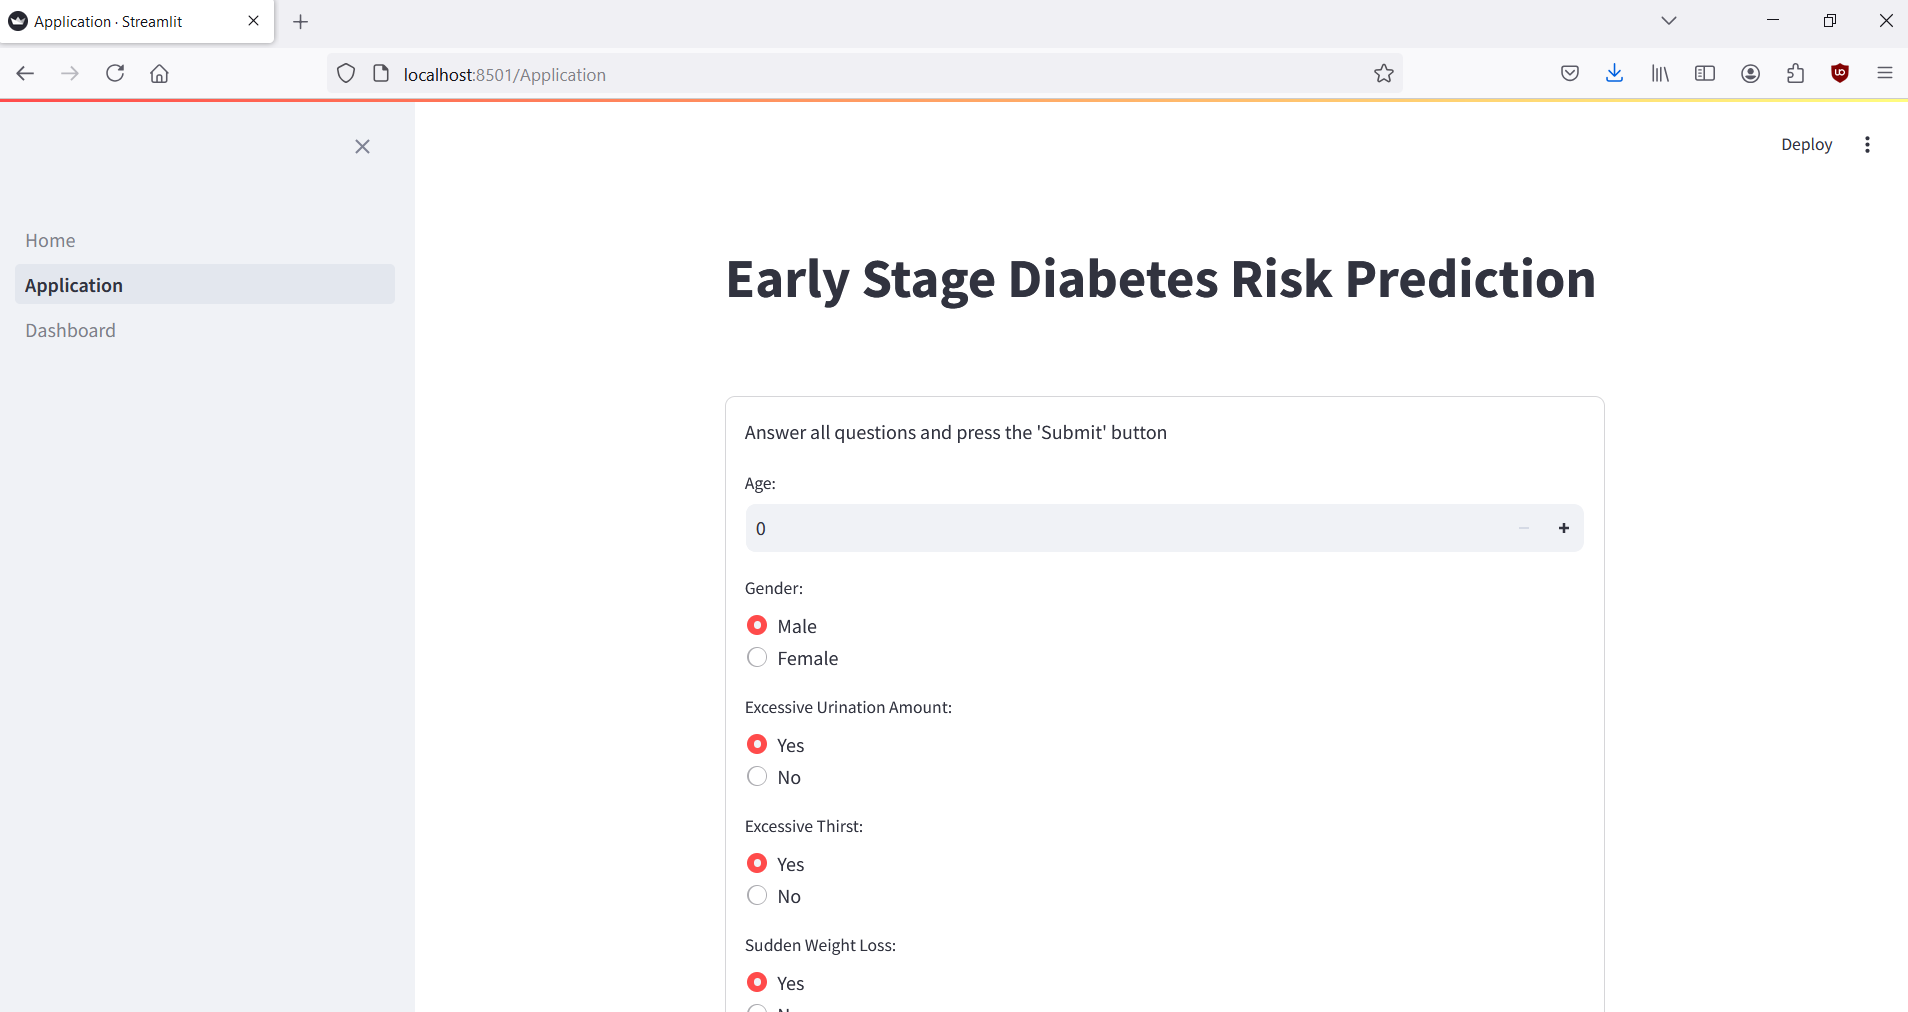 Application · Streamlit
localhost:8501/Application
Deploy
Home
Application
Dashboard
Early Stage Diabetes Risk Prediction
Answer all questions and press the 'Submit' button
Age:
0
Gender:
Male
Female
Excessive Urination Amount:
Yes
No
Excessive Thirst:
Yes
No
Sudden Weight Loss:
Yes